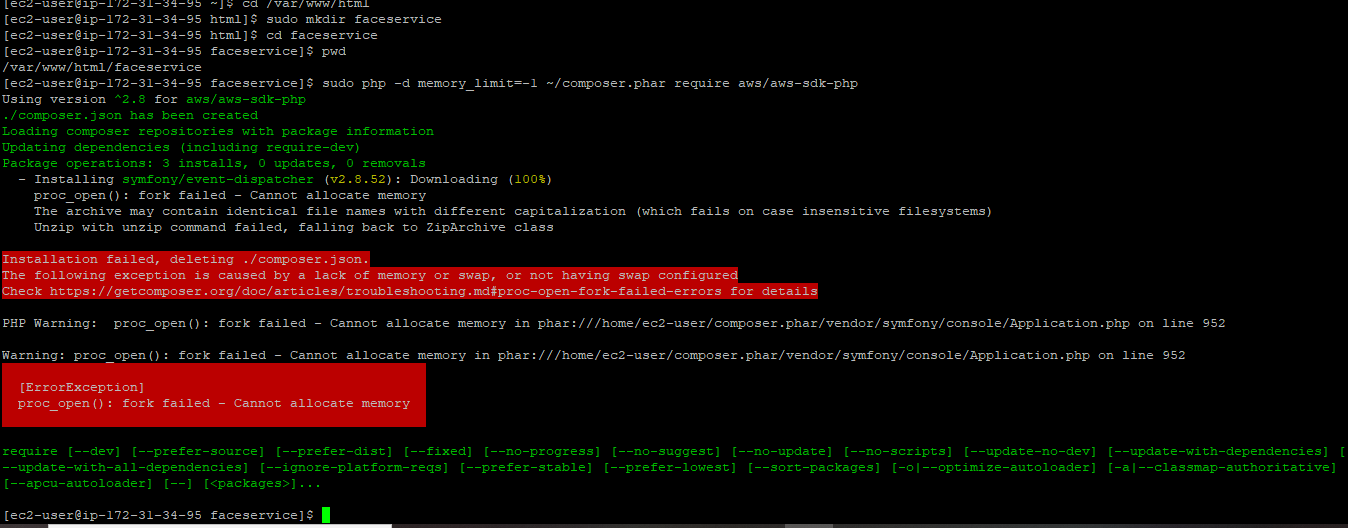 [ec2-user@ip-172-31-34-95 ~]$ cd /var/www/html
[ec2-user@ip-172-31-34-95 html]$ sudo mkdir faceservice
[ec2-user@ip-172-31-34-95 html]$ cd faceservice
[ec2-user@ip-172-31-34-95 faceservice]$ pwd
/var/www/html/faceservice
[ec2-user@ip-172-31-34-95 faceservice]$ sudo php -d memory_limit=-1 ~/composer.phar require aws/aws-sdk-php
Using version ^2.8 for aws/aws-sdk-php
./composer.json has been created
Loading composer repositories with package information
Updating dependencies (including require-dev)
Package operations: 3 installs, 0 updates, 0 removals
  - Installing symfony/event-dispatcher (v2.8.52): Downloading (100%)
    proc_open(): fork failed - Cannot allocate memory
    The archive may contain identical file names with different capitalization (which fails on case insensitive filesystems)
    Unzip with unzip command failed, falling back to ZipArchive class
Installation failed, deleting ./composer.json.
The following exception is caused by a lack of memory or swap, or not having swap configured
Check https://getcomposer.org/doc/articles/troubleshooting.md#proc-open-fork-failed-errors for details
PHP Warning:  proc_open(): fork failed - Cannot allocate memory in phar:///home/ec2-user/composer.phar/vendor/symfony/console/Application.php on line 952
Warning: proc_open(): fork failed - Cannot allocate memory in phar:///home/ec2-user/composer.phar/vendor/symfony/console/Application.php on line 952
  [ErrorException]
  proc_open(): fork failed - Cannot allocate memory
require [--dev] [--prefer-source] [--prefer-dist] [--fixed] [--no-progress] [--no-suggest] [--no-update] [--no-scripts] [--update-no-dev] [--update-with-dependencies] [
--update-with-all-dependencies] [--ignore-platform-reqs] [--prefer-stable] [--prefer-lowest] [--sort-packages] [-o|--optimize-autoloader] [-a|--classmap-authoritative]
[--apcu-autoloader] [--] [<packages>]...
[ec2-user@ip-172-31-34-95 faceservice]$